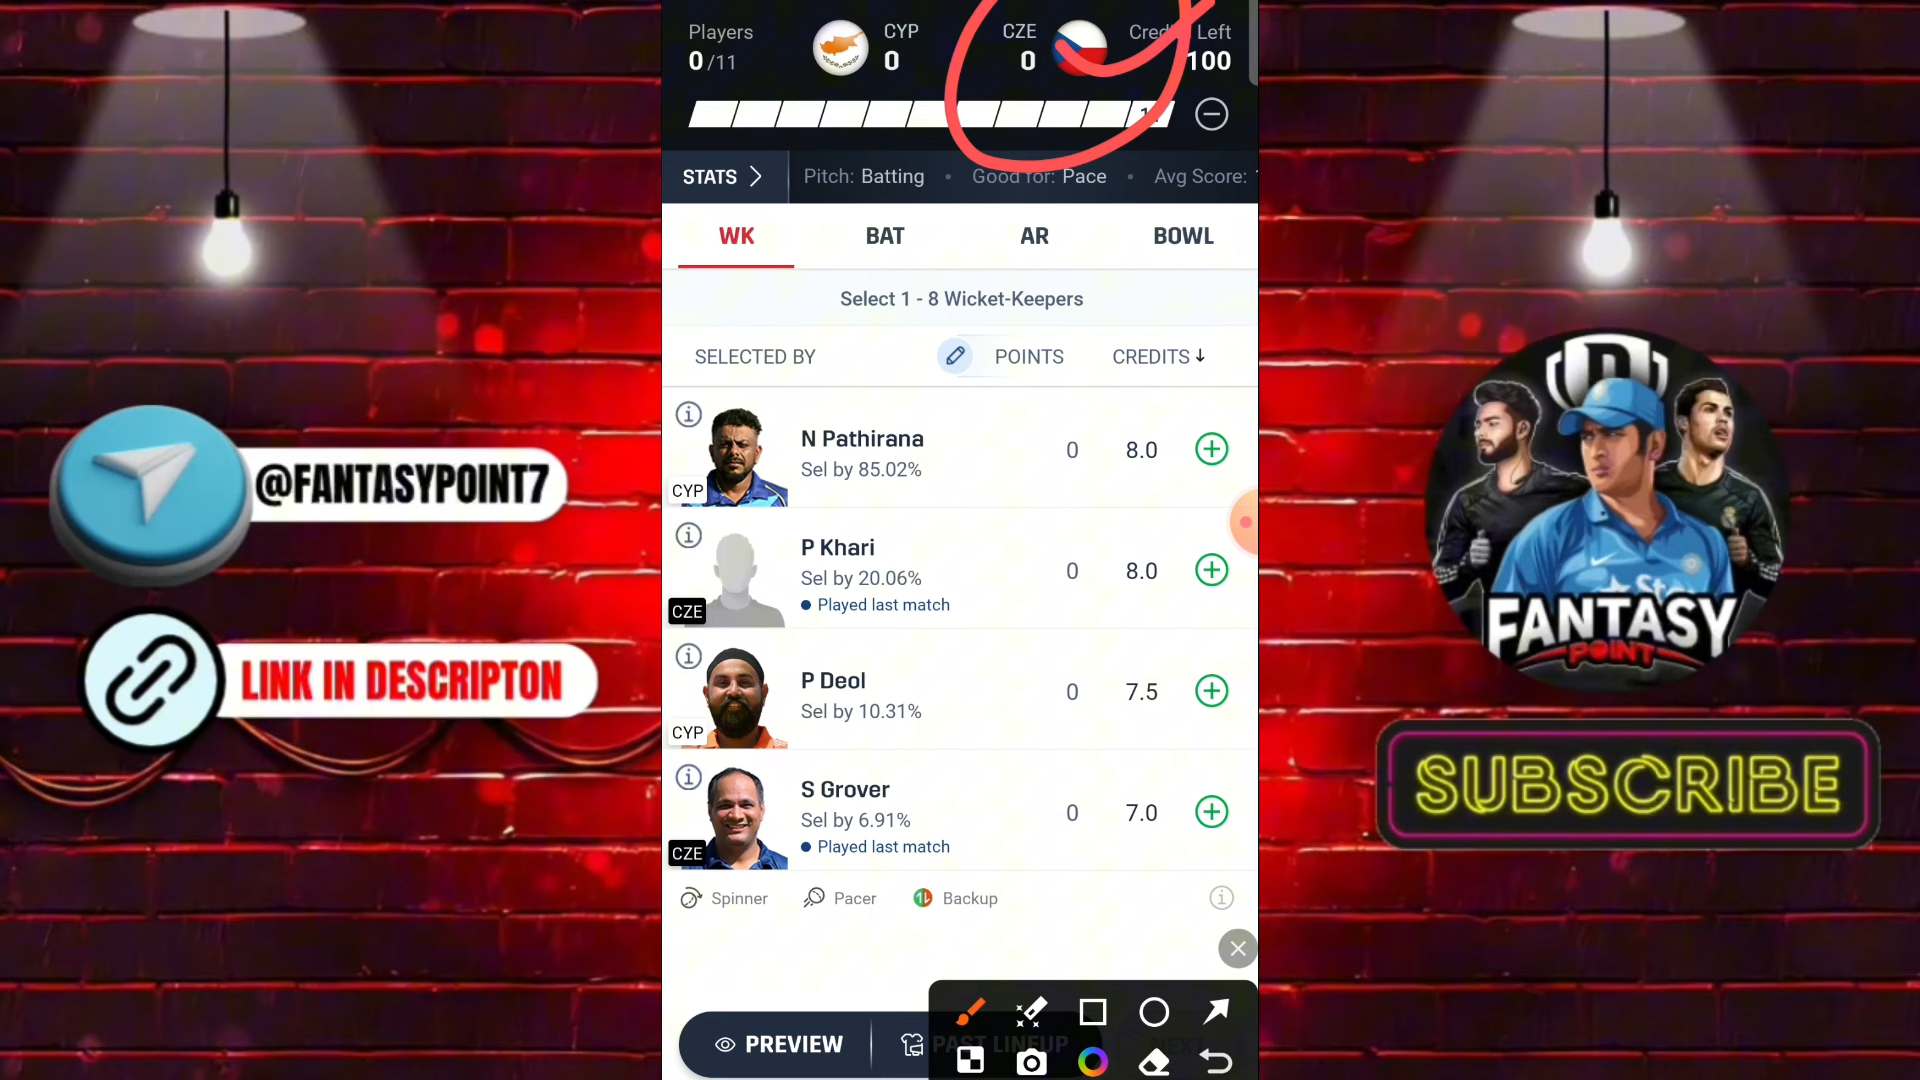 Players
0/11
CYP
0
CZE
0
Left
100
STATS
Pitch: Batting • Good for: Pace • Avg Score:
WK
BAT
AR
BOWL
Select 1 - 8 Wicket-Keepers
SELECTED BY
POINTS
CREDITS
N Pathirana
Sel by 85.02%
0
8.0
CYP
P Khari
Sel by 20.06%
Played last match
0
8.0
CZE
P Deol
Sel by 10.31%
0
7.5
CYP
S Grover
Sel by 6.91%
Played last match
0
7.0
CZE
Spinner
Pacer
Backup
PREVIEW
PAST LINEUP
@FANTASYPOINT7
LINK IN DESCRIPTON
FANTASY
POINT
SUBSCRIBE